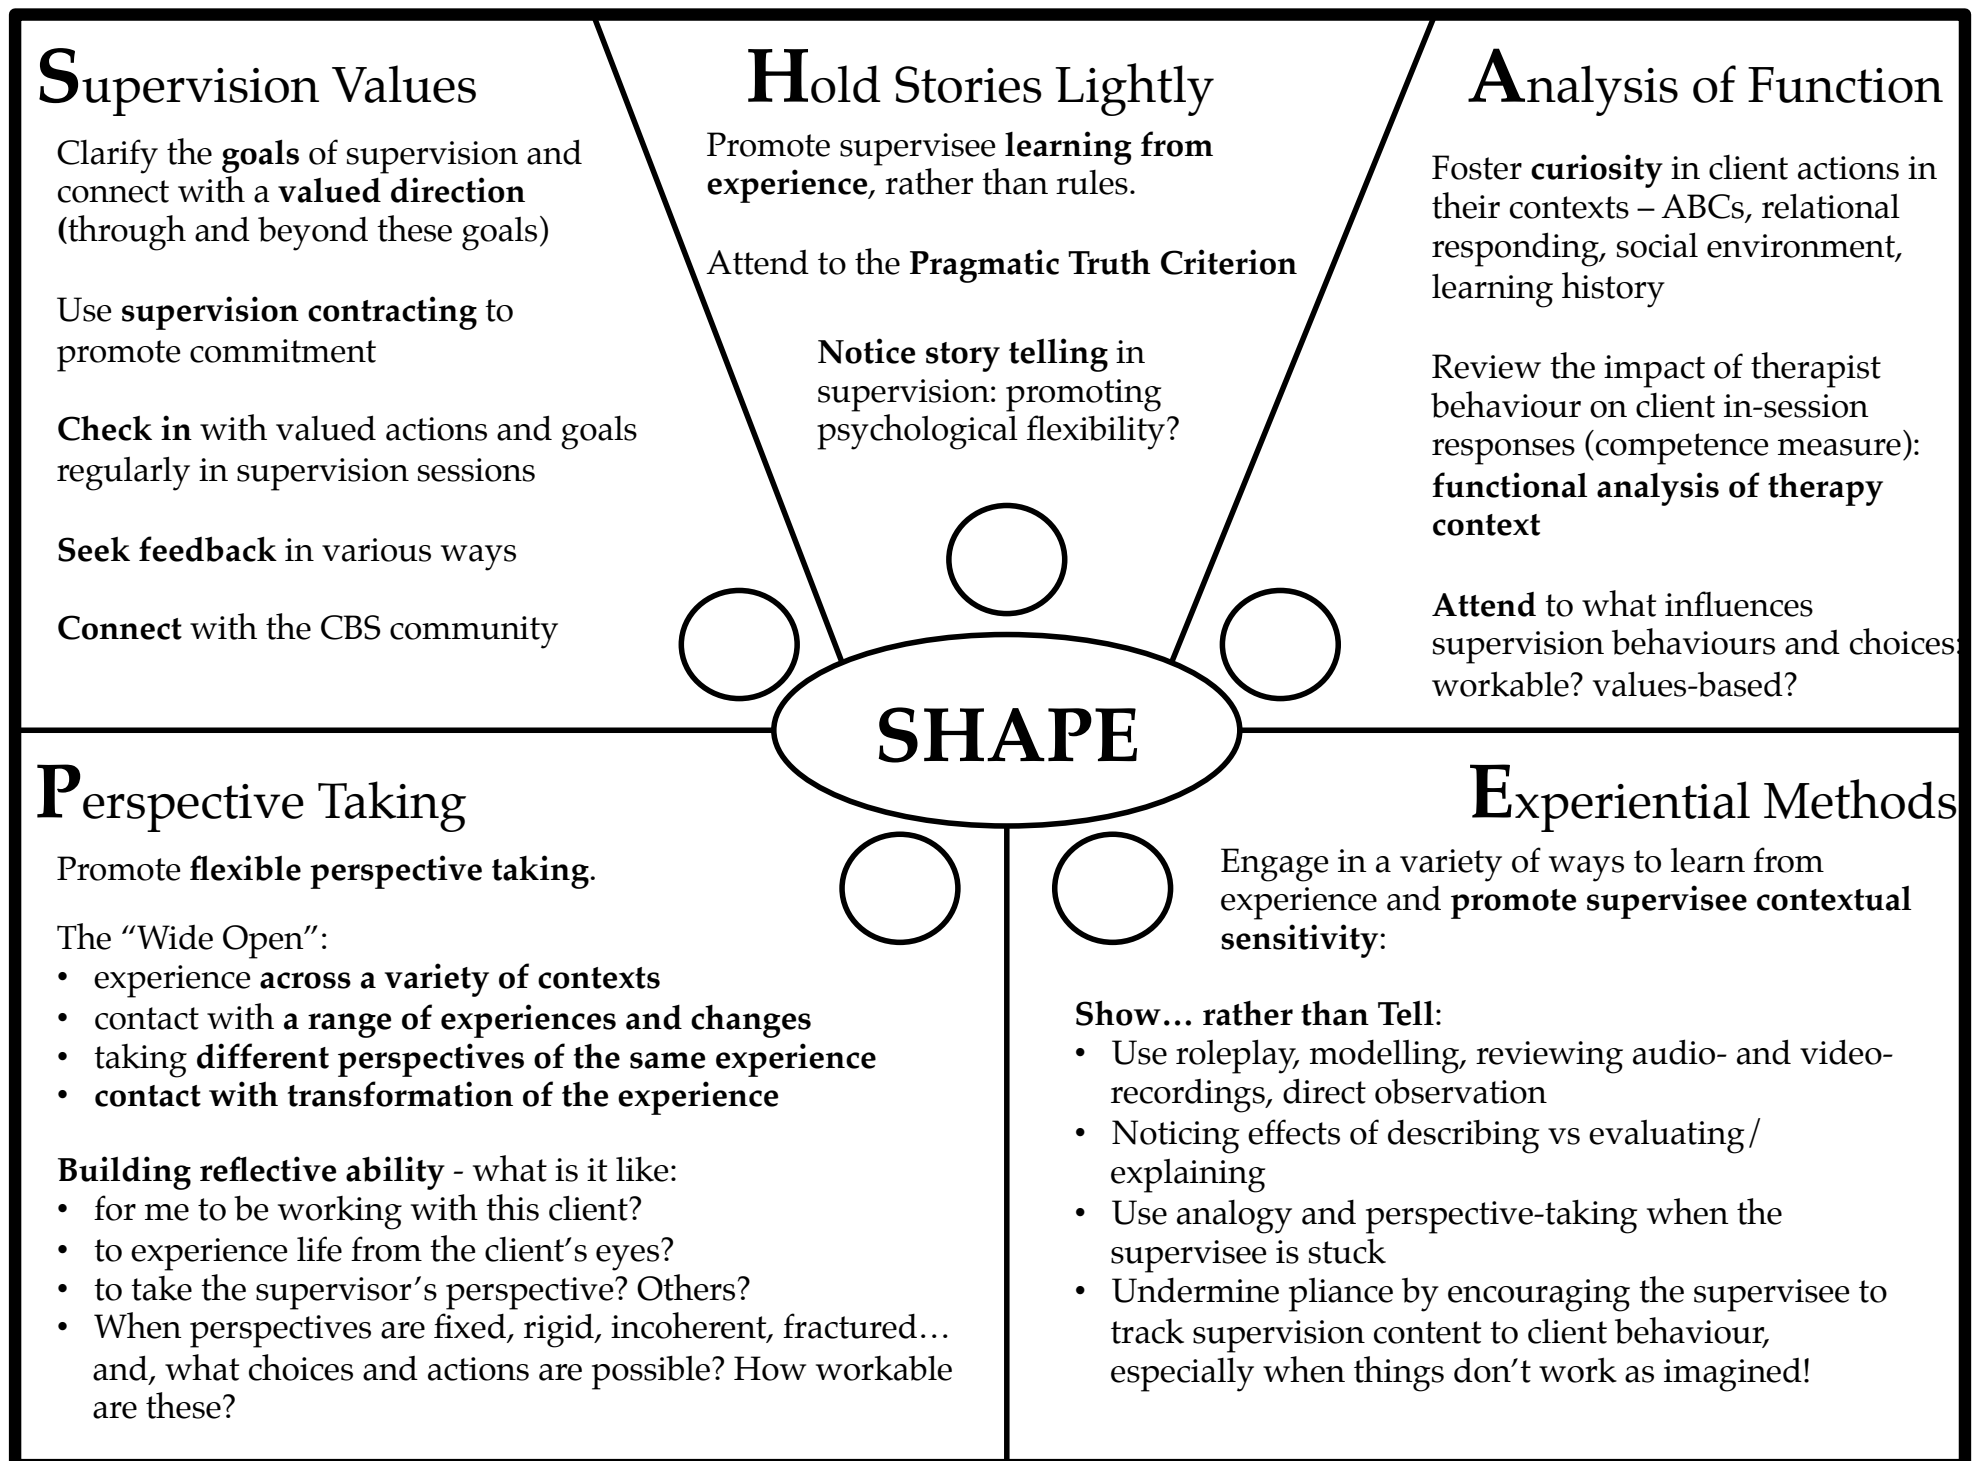 Supervision Values
Clarify the goals of supervision and
connect with a valued direction
(through and beyond these goals)
Use supervision contracting to
promote commitment
Check in with valued actions and goals
regularly in supervision sessions
Seek feedback in various ways
Connect with the CBS community
Hold Stories Lightly
Promote supervisee learning from
experience, rather than rules.
Attend to the Pragmatic Truth Criterion
Notice story telling in
supervision: promoting
psychological flexibility?
Analysis of Function
Foster curiosity in client actions in
their contexts – ABCs, relational
responding, social environment,
learning history
Review the impact of therapist
behaviour on client in-session
responses (competence measure):
functional analysis of therapy
context
Attend to what influences
supervision behaviours and choices:
workable? values-based?
SHAPE
Perspective Taking
Promote flexible perspective taking.
The “Wide Open”:
• experience across a variety of contexts
• contact with a range of experiences and changes
• taking different perspectives of the same experience
• contact with transformation of the experience
Building reflective ability - what is it like:
• for me to be working with this client?
• to experience life from the client’s eyes?
• to take the supervisor’s perspective? Others?
• When perspectives are fixed, rigid, incoherent, fractured…
and, what choices and actions are possible? How workable
are these?
Experiential Methods
Engage in a variety of ways to learn from
experience and promote supervisee contextual
sensitivity:
Show… rather than Tell:
• Use roleplay, modelling, reviewing audio- and video-
recordings, direct observation
• Noticing effects of describing vs evaluating/
explaining
• Use analogy and perspective-taking when the
supervisee is stuck
• Undermine pliance by encouraging the supervisee to
track supervision content to client behaviour,
especially when things don’t work as imagined!